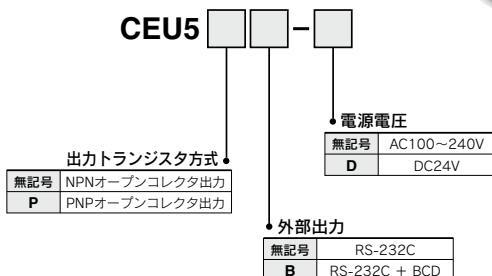 CEU5 □ □ - □
電源電圧
無記号 AC100～240V
D DC24V
出力トランジスタ方式
無記号 NPNオープンコレクタ出力
P PNPオープンコレクタ出力
外部出力
無記号 RS-232C
B RS-232C + BCD